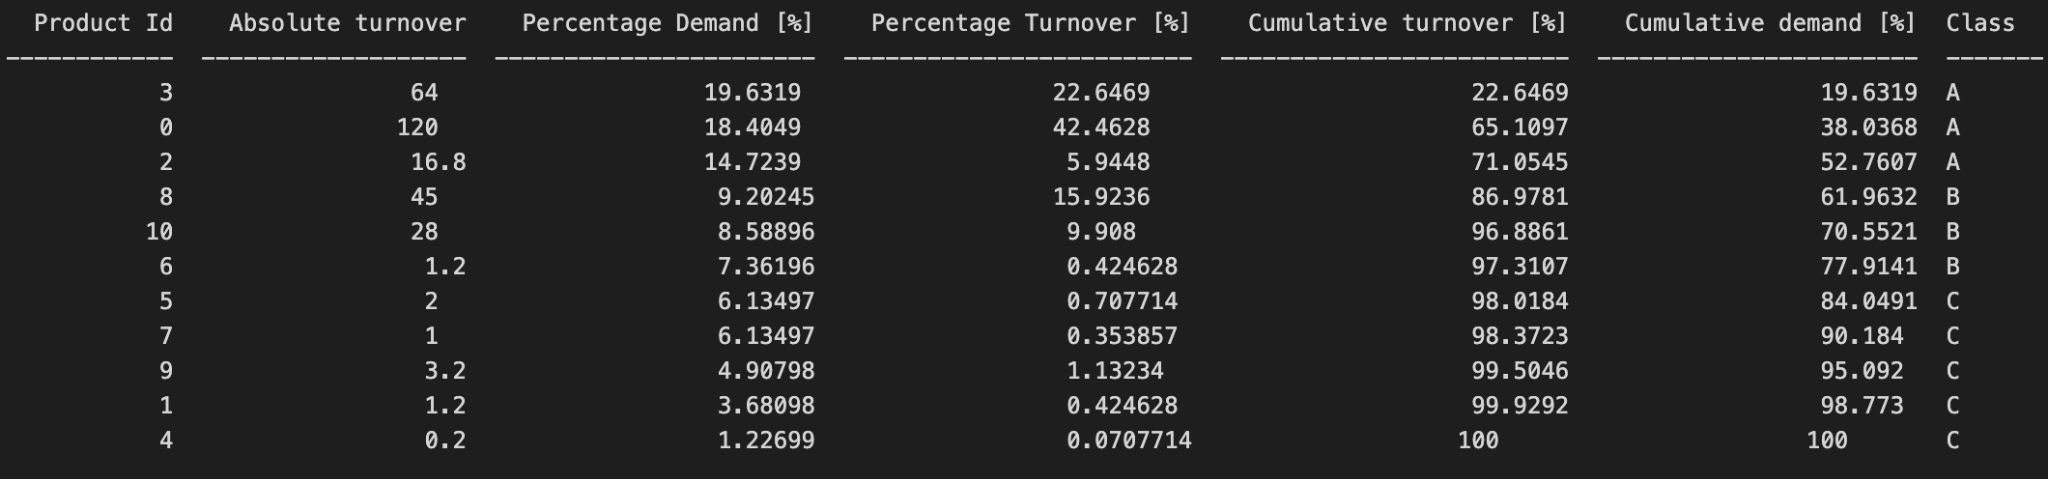 Product Id    Absolute turnover    Percentage Demand [%]    Percentage Turnover [%]    Cumulative turnover [%]    Cumulative demand [%]  Class
------------  -------------------  -----------------------  -------------------------  -------------------------  -----------------------  -------
3    64    19.6319    22.6469    22.6469    19.6319  A
0    120    18.4049    42.4628    65.1097    38.0368  A
2    16.8    14.7239    5.9448    71.0545    52.7607  A
8    45    9.20245    15.9236    86.9781    61.9632  B
10    28    8.58896    9.908    96.8861    70.5521  B
6    1.2    7.36196    0.424628    97.3107    77.9141  B
5    2    6.13497    0.707714    98.0184    84.0491  C
7    1    6.13497    0.353857    98.3723    90.184  C
9    3.2    4.90798    1.13234    99.5046    95.092  C
1    1.2    3.68098    0.424628    99.9292    98.773  C
4    0.2    1.22699    0.0707714    100    100  C